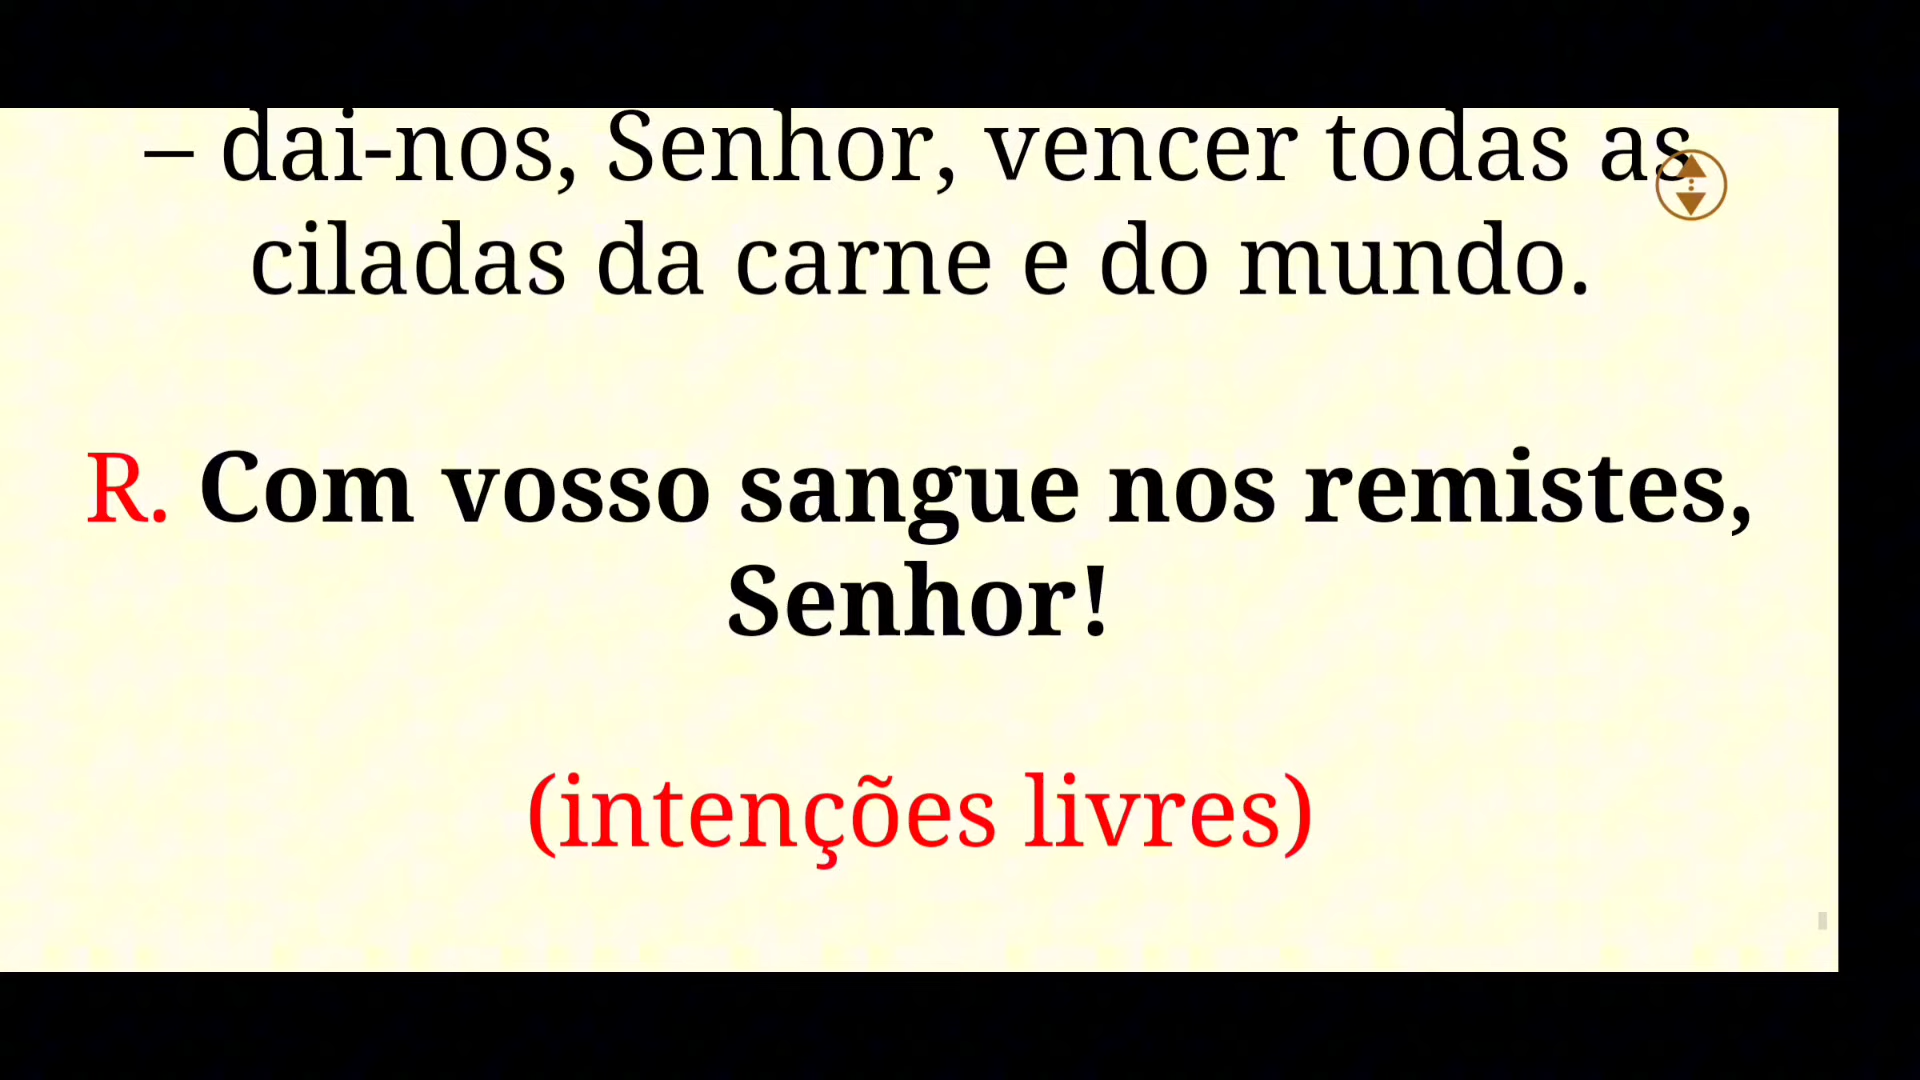 – dai-nos, Senhor, vencer todas as
ciladas da carne e do mundo.
R. Com vosso sangue nos remistes,
Senhor!
(intenções livres)